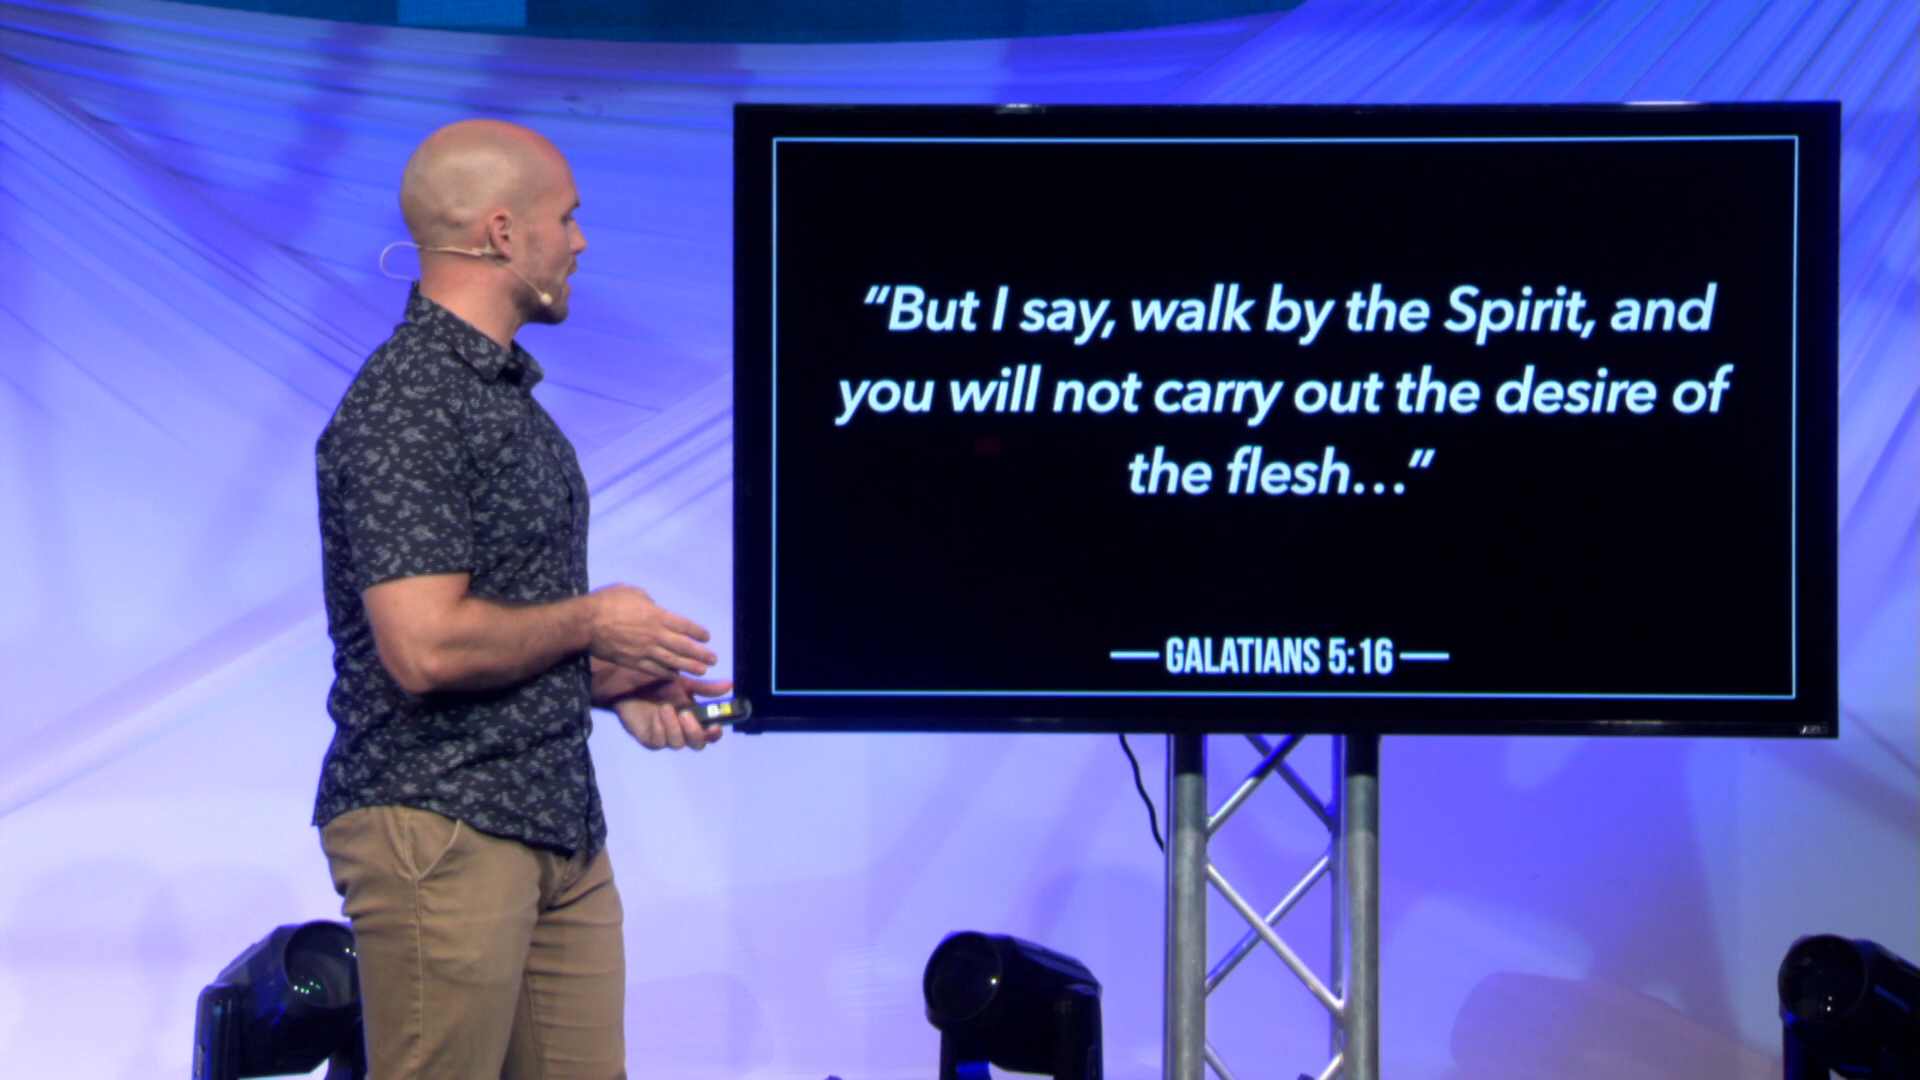 “But I say, walk by the Spirit, and
you will not carry out the desire of
the flesh…”
GALATIANS 5:16